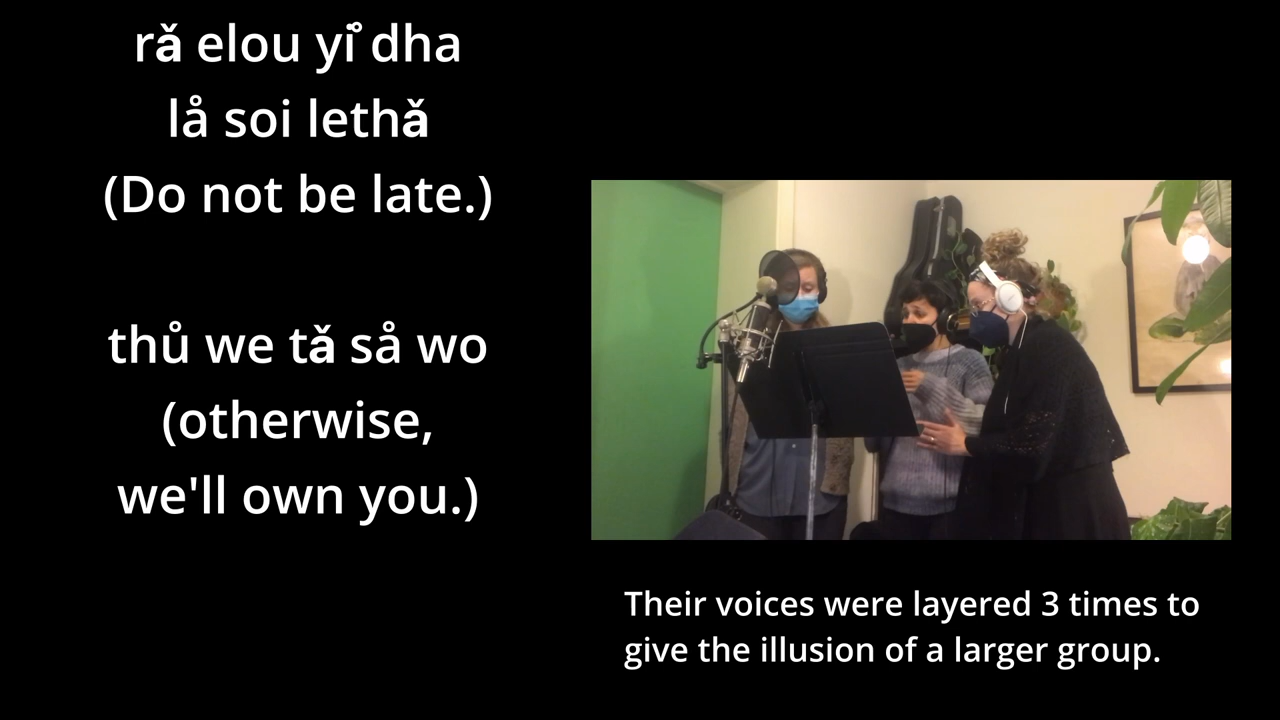 rǎ elou yi̊ dha
lå soi lethǎ
(Do not be late.)
thů we tǎ så wo
(otherwise,
we'll own you.)
Their voices were layered 3 times to
give the illusion of a larger group.